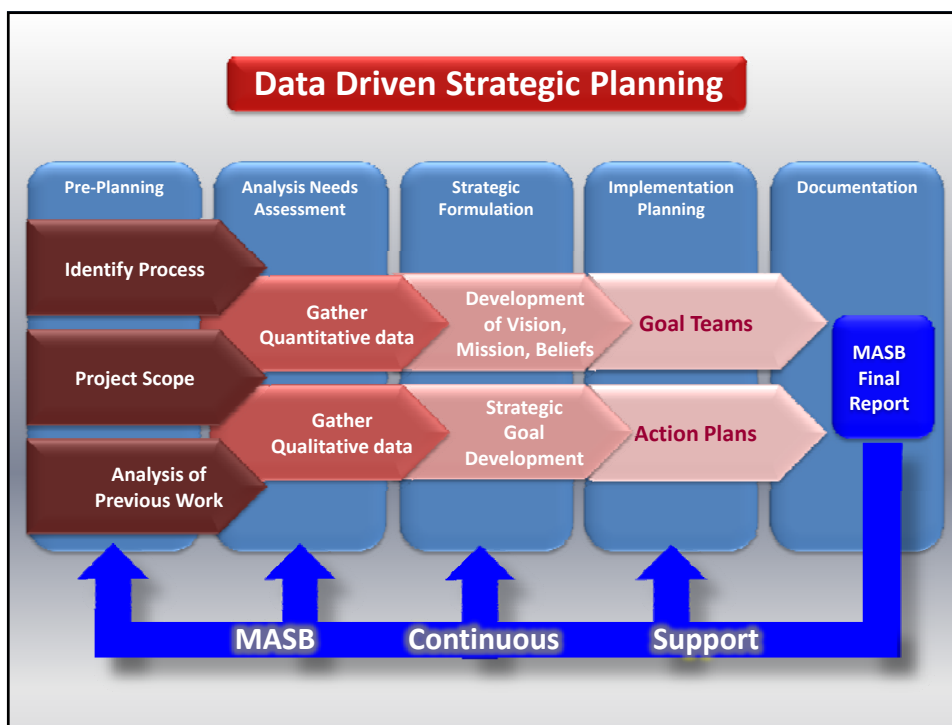 Data Driven Strategic Planning
Pre-Planning
Analysis Needs
Assessment
Strategic
Formulation
Implementation
Planning
Documentation
Identify Process
Project Scope
Analysis of
Previous Work
Gather
Quantitative data
Gather
Qualitative data
Development
of Vision,
Mission, Beliefs
Strategic
Goal
Development
Goal Teams
Action Plans
MASB
Final
Report
MASB Continuous Support